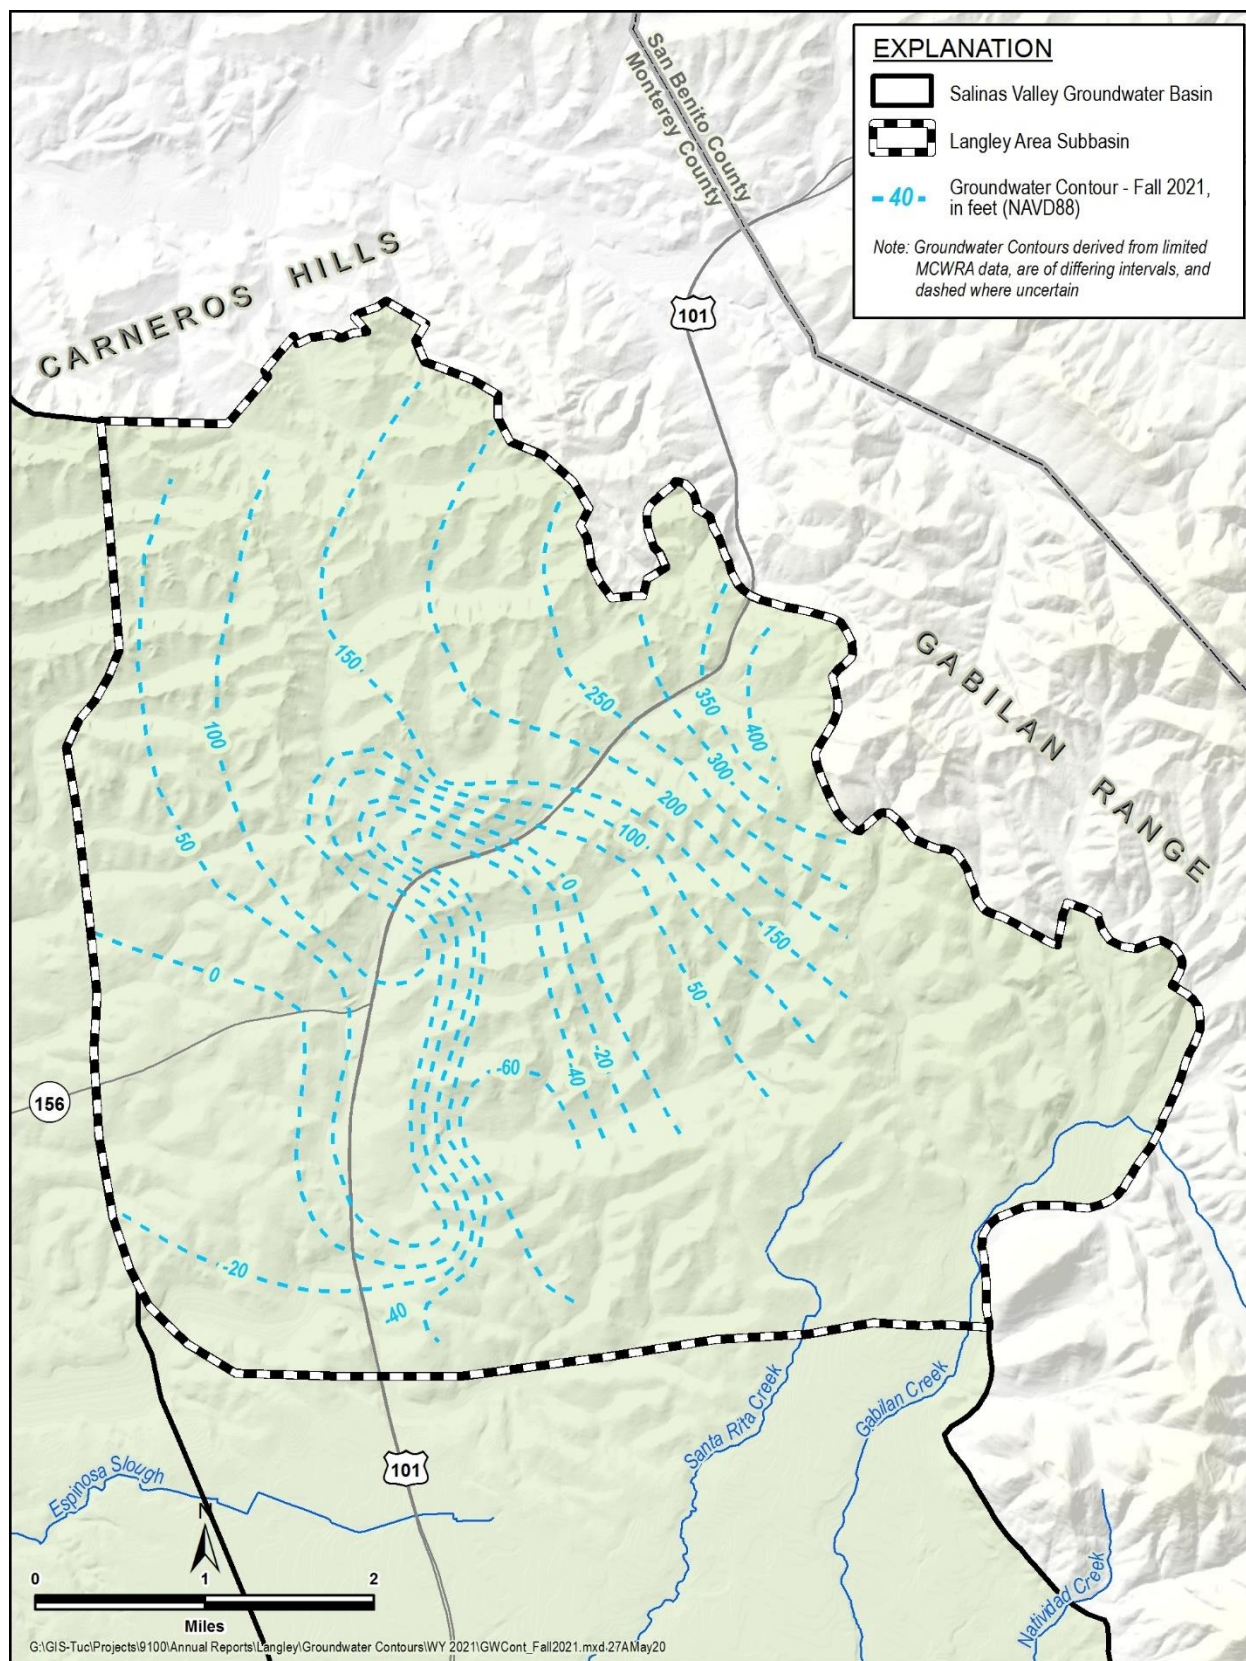 San Benito County
Monterey County
EXPLANATION
Salinas Valley Groundwater Basin
Langley Area Subbasin
40
Groundwater Contour - Fall 2021,
in feet (NAVD88)
Note: Groundwater Contours derived from limited
MCWRA data, are of differing intervals, and
dashed where uncertain
CARNEROS HILLS
101
GABILAN RANGE
150
250
350
400
100
300
200
50
100
0
150
0
50
-20
-60
-40
156
-20
-40
Santa Rita Creek
Gabilan Creek
101
Espinosa Slough
N
Natividad Creek
0 1 2
Miles
G:\GIS-Tuc\Projects\9100\Annual Reports\Langley\Groundwater Contours\WY 2021\GWCont_Fall2021.mxd 27AMay20